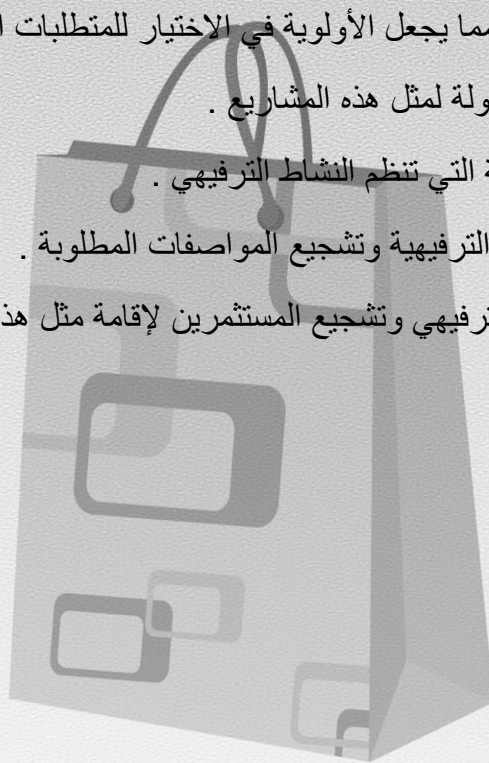 مما يجعل الأولوية في الاختيار للمتطلبات
ولة لمثل هذه المشاريع .
التي تنظم النشاط الترفيهي .
الترفيهية وتشجيع المواصفات المطلوبة .
رفيهي وتشجيع المستثمرين لإقامة مثل هذ